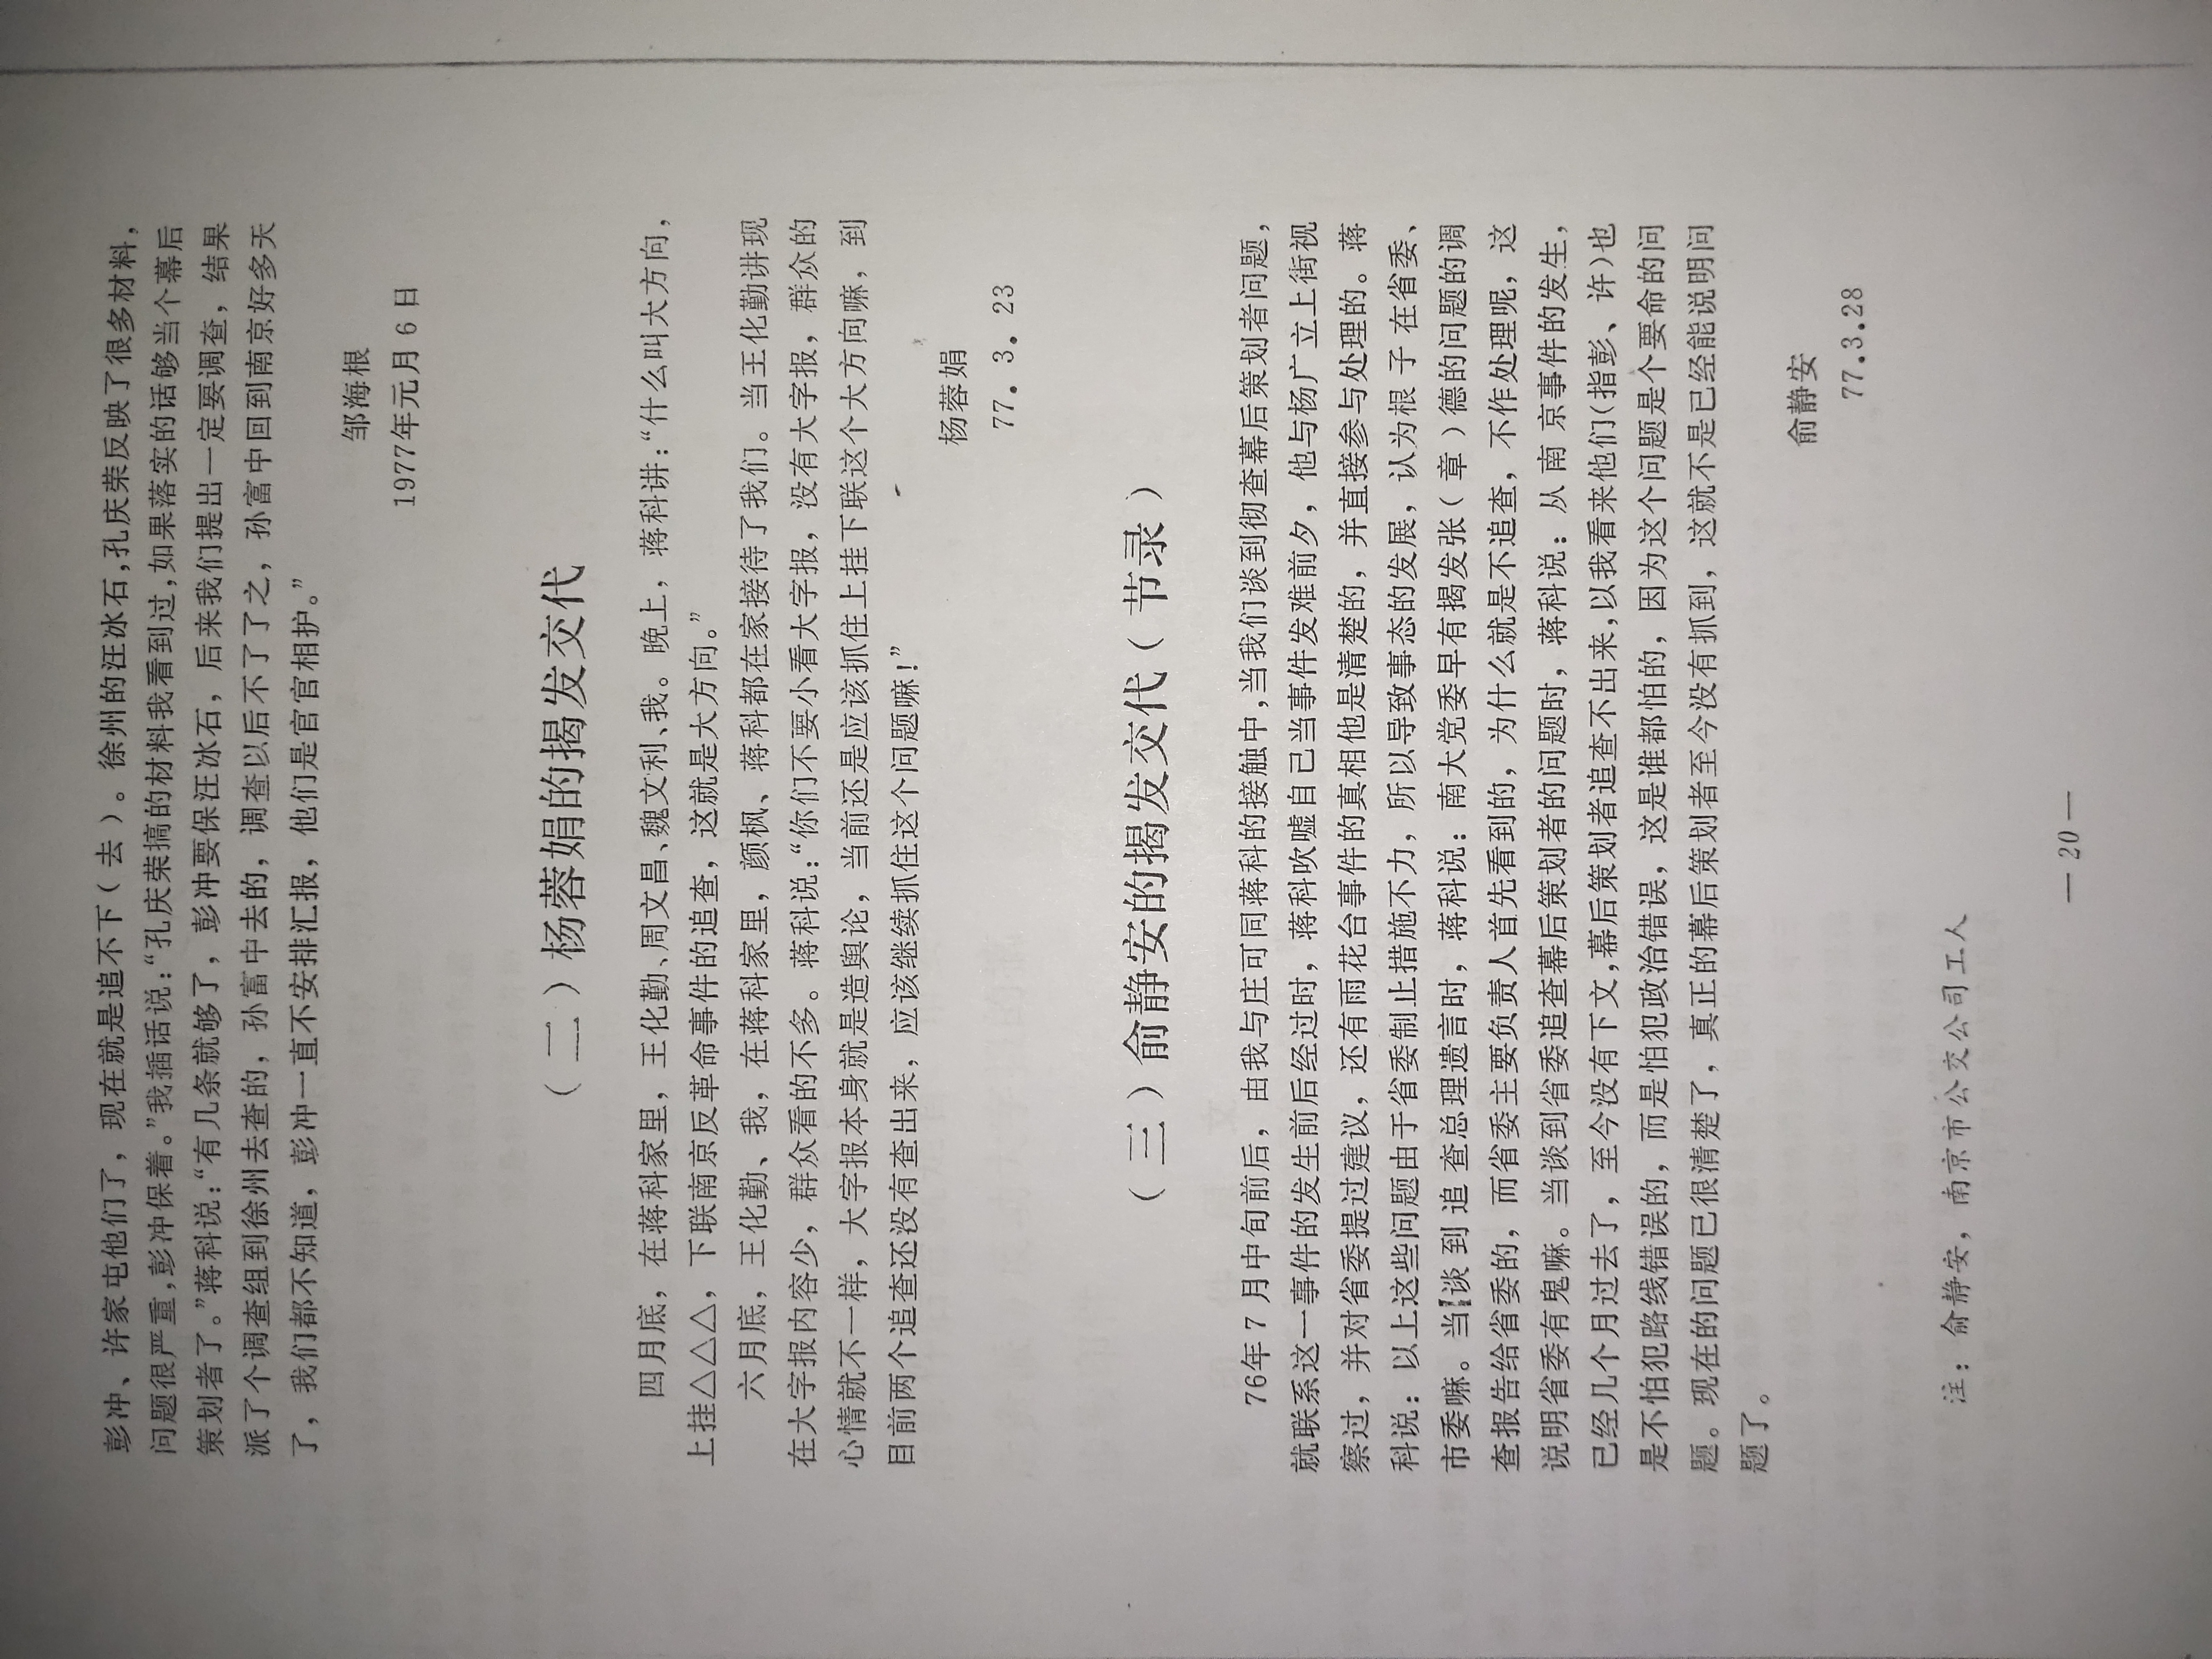 彭冲、许家屯他们了，现在就是追不下（去）。徐州的汪冰石，孔庆荣反映了很多材料，
问题很严重，彭冲保着。”我插话说：“孔庆荣搞的材料我看到过，如果落实的话够当个幕后
策划者了。”蒋科说：“有几条就够了，彭冲要保汪冰石，后来我们提出一定要调查，结果
派了个调查组到徐州去查的，孙富中去的，调查以后不了了之，孙富中回到南京好多天
了，我们都不知道，彭冲一直不安排汇报，他们是官官相护。”
邹海根
1977年元月6日
（二）杨蓉娟的揭发交代
四月底，在蒋科家里，王化勤、周文昌、魏文利、我。晚上，蒋科讲：“什么叫大方向，
上挂△△△，下联南京反革命事件的追查，这就是大方向。”
六月底，王化勤、我，在蒋科家里，颜枫、蒋科都在家接待了我们。当王化勤讲现
在大字报内容少，群众看的不多。蒋科说：“你们不要小看大字报，没有大字报，群众的
心情就不一样，大字报本身就是造舆论，当前还是应该抓住上挂下联这个大方向嘛，到
目前两个追查还没有查出来，应该继续抓住这个问题嘛！”
杨蓉娟
77．3．23
（三）俞静安的揭发交代（节录）
76年7月中旬前后，由我与庄可同蒋科的接触中，当我们谈到彻查幕后策划者问题，
就联系这一事件的发生前后经过时，蒋科吹嘘自己当事件发难前夕，他与杨广立上街视
察过，并对省委提过建议，还有雨花台事件的真相他是清楚的，并直接参与处理的。蒋
科说：以上这些问题由于省委制止措施不力，所以导致事态的发展，认为根子在省委、
市委嘛。当谈到追查总理遗言时，蒋科说：南大党委早有揭发张（章）德的问题的调
查报告给省委的，而省委主要负责人首先看到的，为什么就是不追查，不作处理呢，这
说明省委有鬼嘛。当谈到省委追查幕后策划者的问题时，蒋科说：从南京事件的发生，
已经几个月过去了，至今没有下文，幕后策划者追查不出来，以我看来他们（指彭、许）也
是不怕犯路线错误的，而是怕犯政治错误，这是谁都怕的，因为这个问题是个要命的问
题。现在的问题已很清楚了，真正的幕后策划者至今没有抓到，这就不是已经能说明问
题了。
俞静安
77.3.28
注：俞静安，南京市公交公司工人
— 20 —